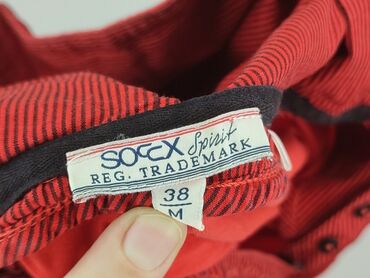 SOCCX Spirit
REG. TRADEMARK
38
M